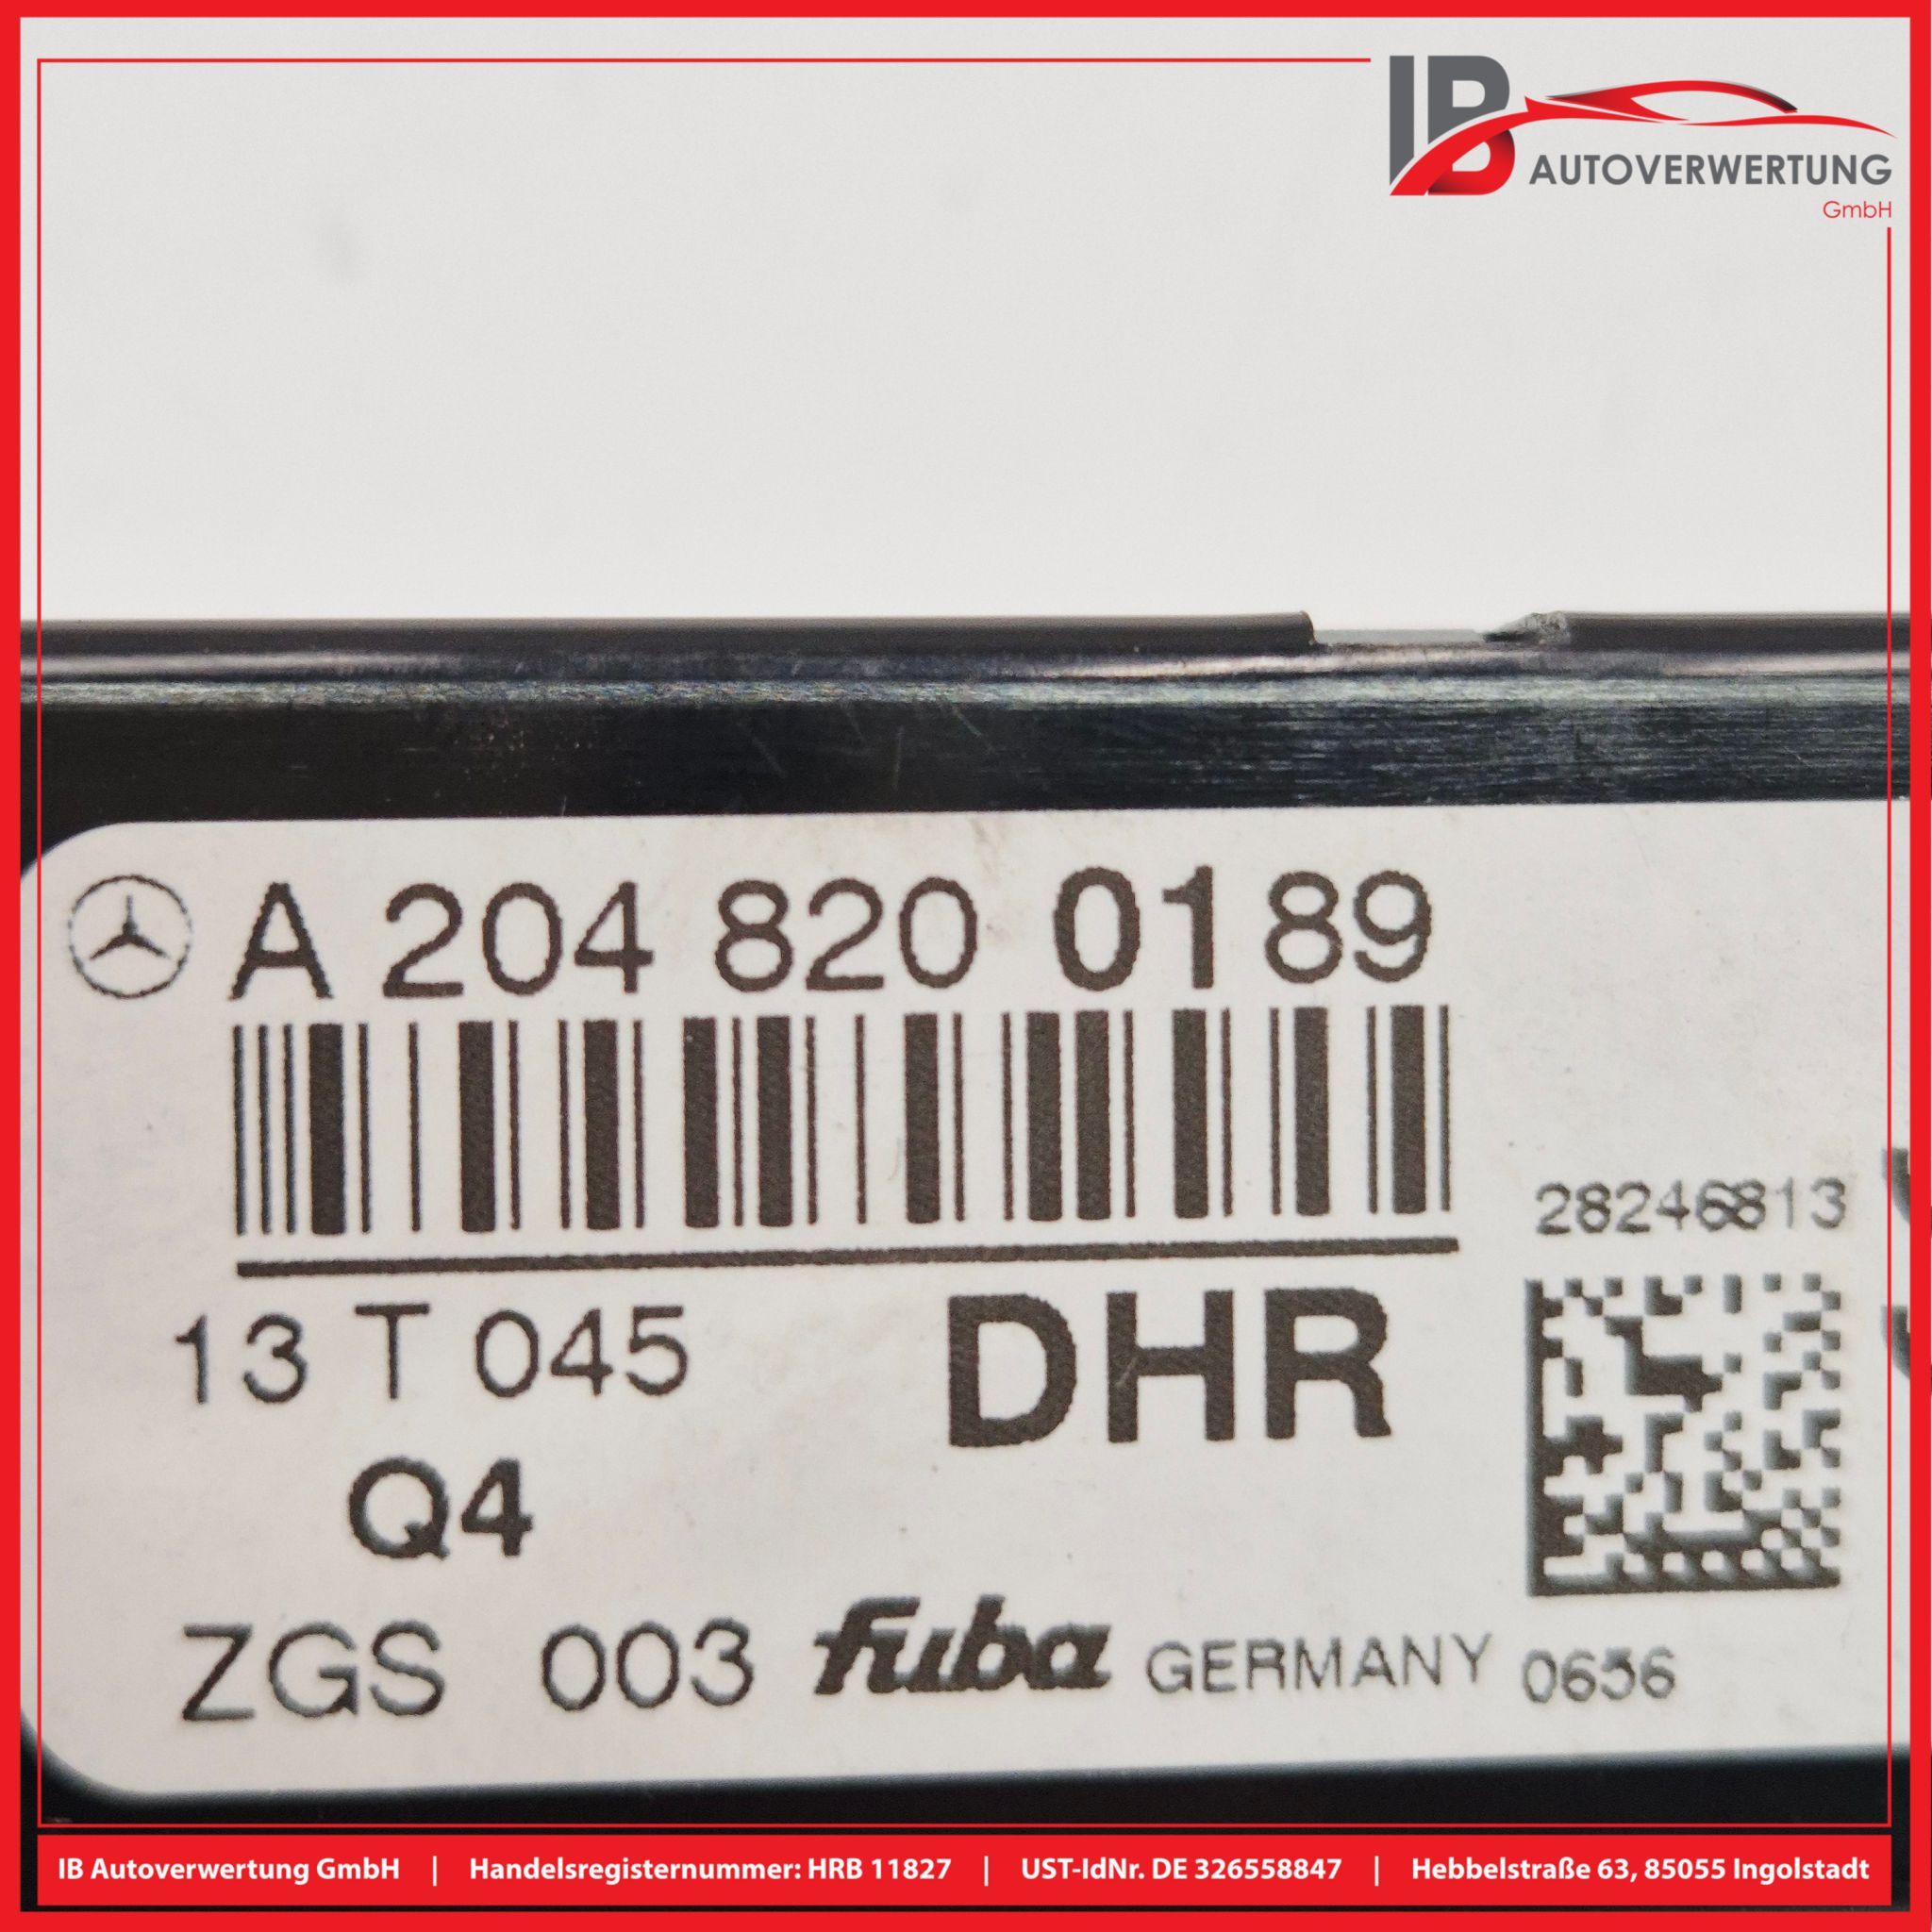 IB
AUTOVERWERTUNG
GmbH
A 204 820 0189
28246813
13 T 045
DHR
Q4
ZGS 003 fuba GERMANY 0656
IB Autoverwertung GmbH | Handelsregisternummer: HRB 11827 | UST-IdNr. DE 326558847 | Hebbelstraße 63, 85055 Ingolstadt